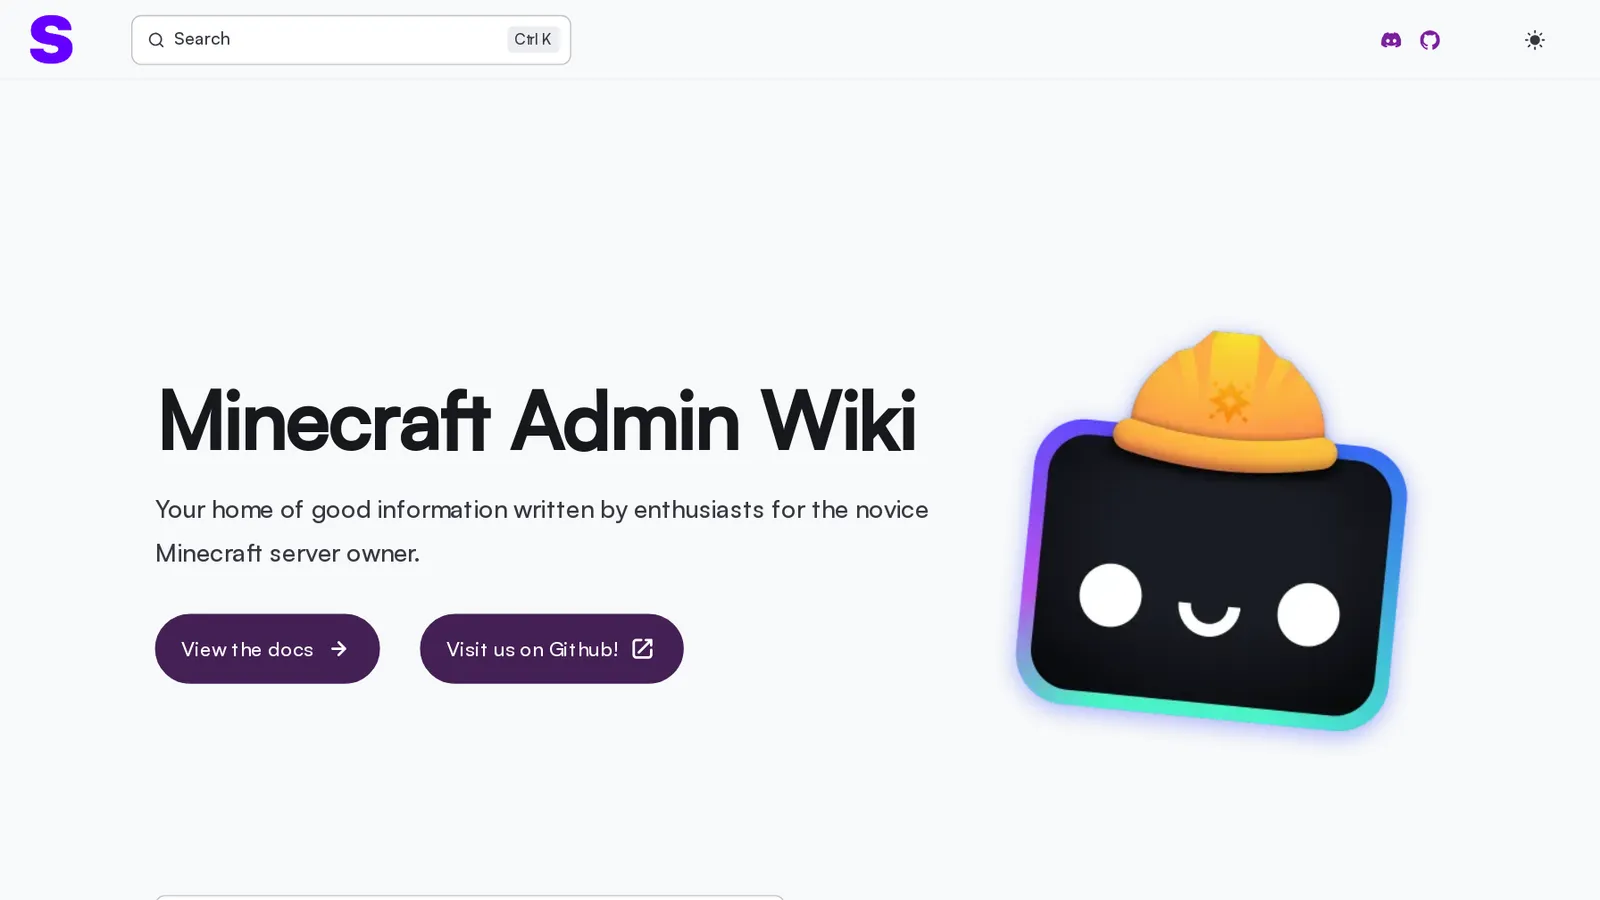 S
Search
Ctrl K
Minecraft Admin Wiki
Your home of good information written by enthusiasts for the novice
Minecraft server owner.
View the docs
Visit us on Github!